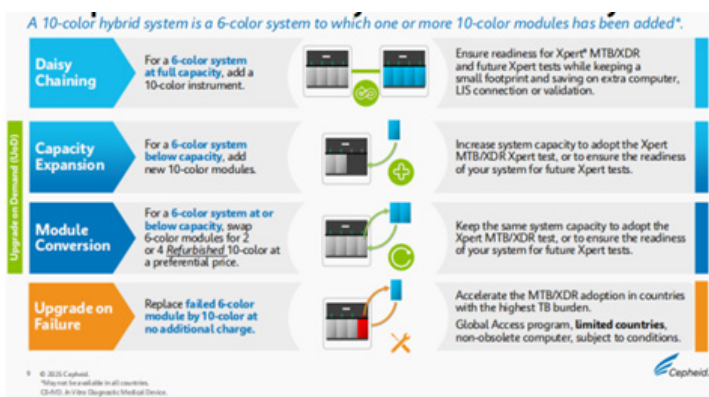 A 10-color hybrid system is a 6-color system to which one or more 10-color modules has been added*.
Upgrade on Demand (UoD)
Daisy
Chaining
For a 6-color system
at full capacity, add a
10-color instrument.
Ensure readiness for Xpert® MTB/XDR
and future Xpert tests while keeping a
small footprint and saving on extra computer,
LIS connection or validation.
Capacity
Expansion
For a 6-color system
below capacity, add
new 10-color modules.
Increase system capacity to adopt the Xpert
MTB/XDR Xpert test, or to ensure the readiness
of your system for future Xpert tests.
Module
Conversion
For a 6-color system at or
below capacity, swap
6-color modules for 2
or 4 Refurbished 10-color at
a preferential price.
Keep the same system capacity to adopt the
Xpert MTB/XDR test, or to ensure the readiness
of your system for future Xpert tests.
Upgrade on
Failure
Replace failed 6-color
module by 10-color at
no additional charge.
Accelerate the MTB/XDR adoption in countries
with the highest TB burden.
Global Access program, limited countries,
non-obsolete computer, subject to conditions.
9 © 2025 Cepheid.
*May not be available in all countries.
CE-IVD. In Vitro Diagnostic Medical Device.
Cepheid.